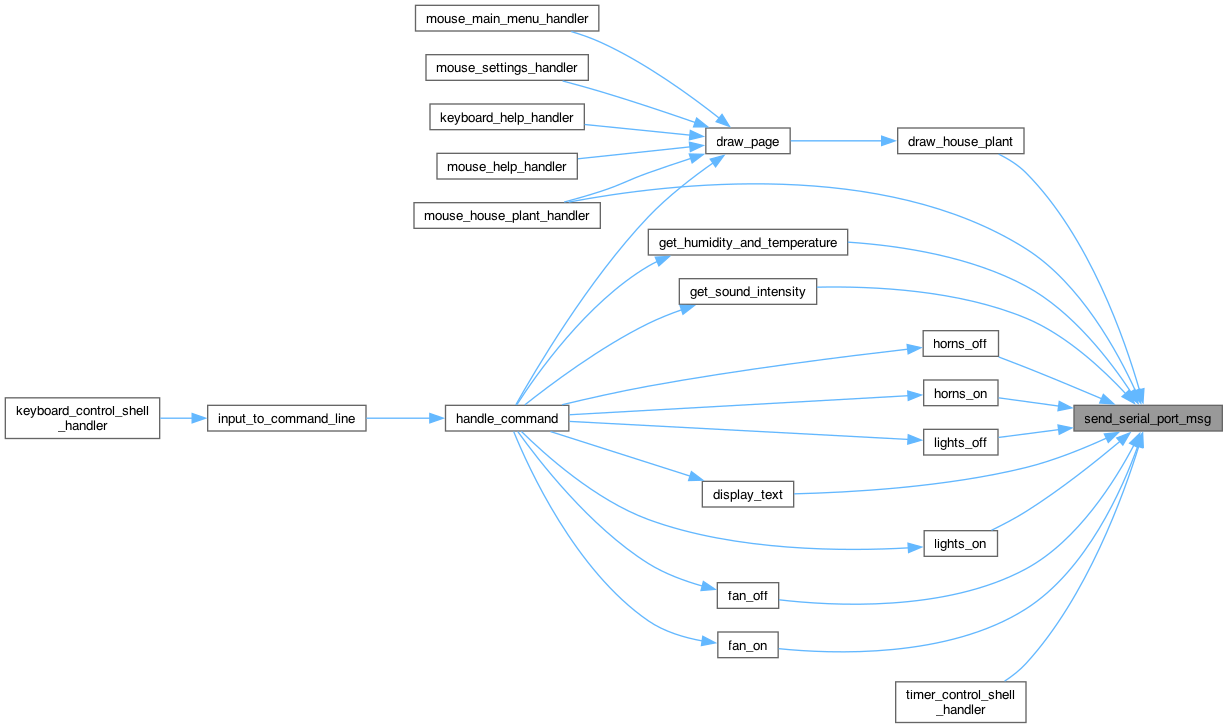 mouse_main_menu_handler
mouse_settings_handler
keyboard_help_handler
draw_page
draw_house_plant
mouse_help_handler
mouse_house_plant_handler
get_humidity_and_temperature
get_sound_intensity
horns_off
horns_on
keyboard_control_shell
_handler
input_to_command_line
handle_command
send_serial_port_msg
lights_off
display_text
lights_on
fan_off
fan_on
timer_control_shell
_handler